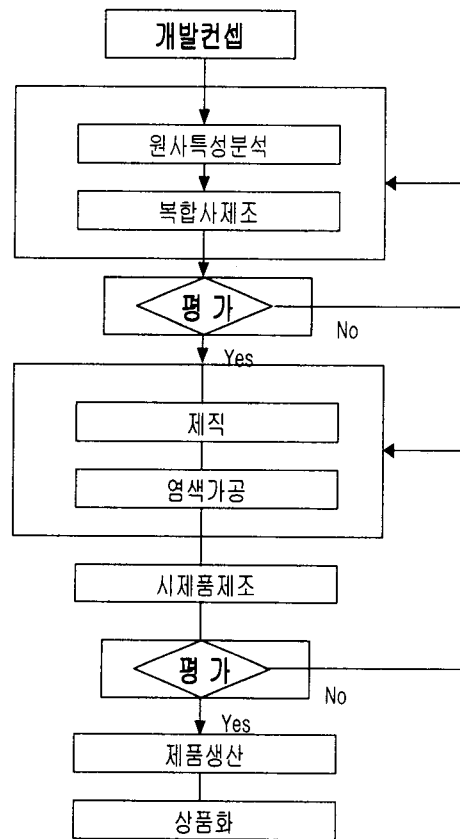 개발컨셉
원사특성분석
복합사제조
평 가
No
Yes
제직
염색가공
시제품제조
평 가
No
Yes
제품생산
상품화